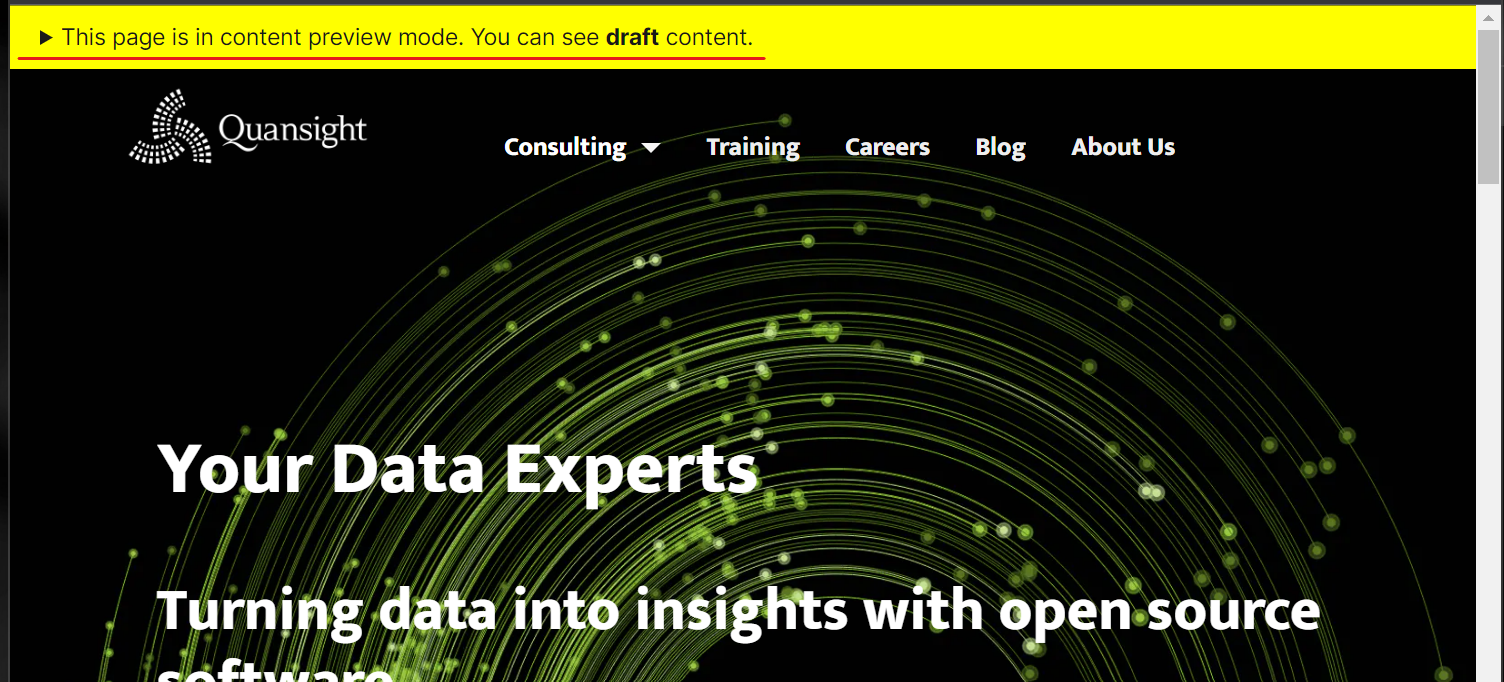 ▶ This page is in content preview mode. You can see draft content.
Quansight
Consulting Training Careers Blog About Us
Your Data Experts
Turning data into insights with open source
software